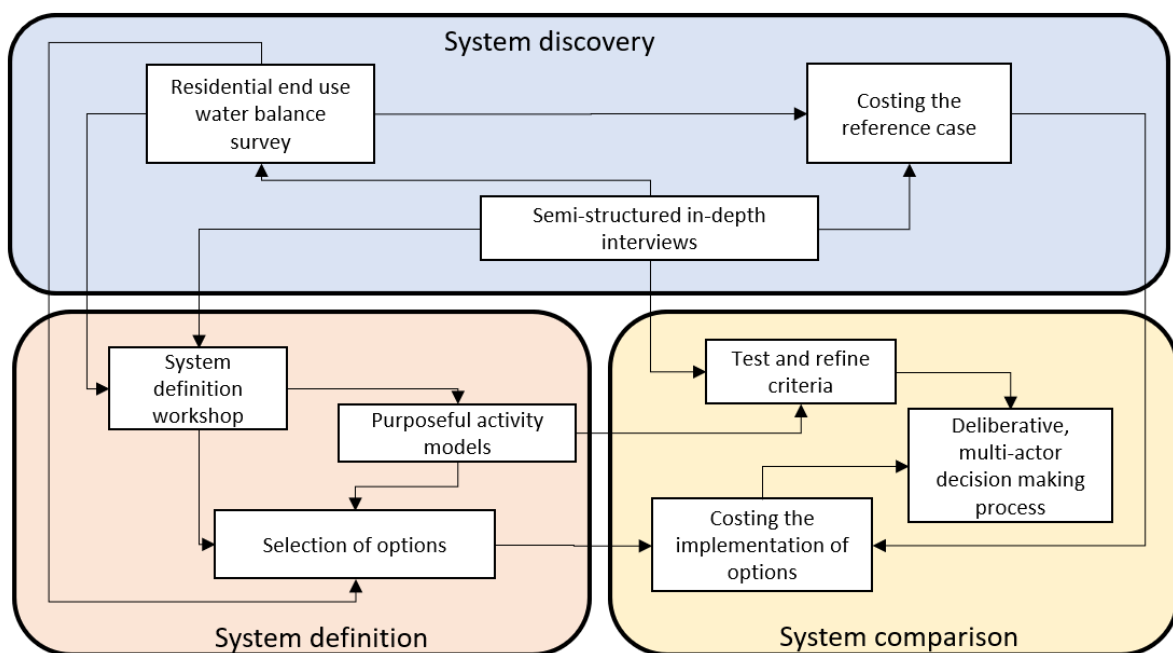 System discovery
Residential end use
water balance
survey
Costing the
reference case
Semi-structured in-depth
interviews
System
definition
workshop
Purposeful activity
models
Selection of options
System definition
Test and refine
criteria
Deliberative,
multi-actor
decision making
process
Costing the
implementation of
options
System comparison